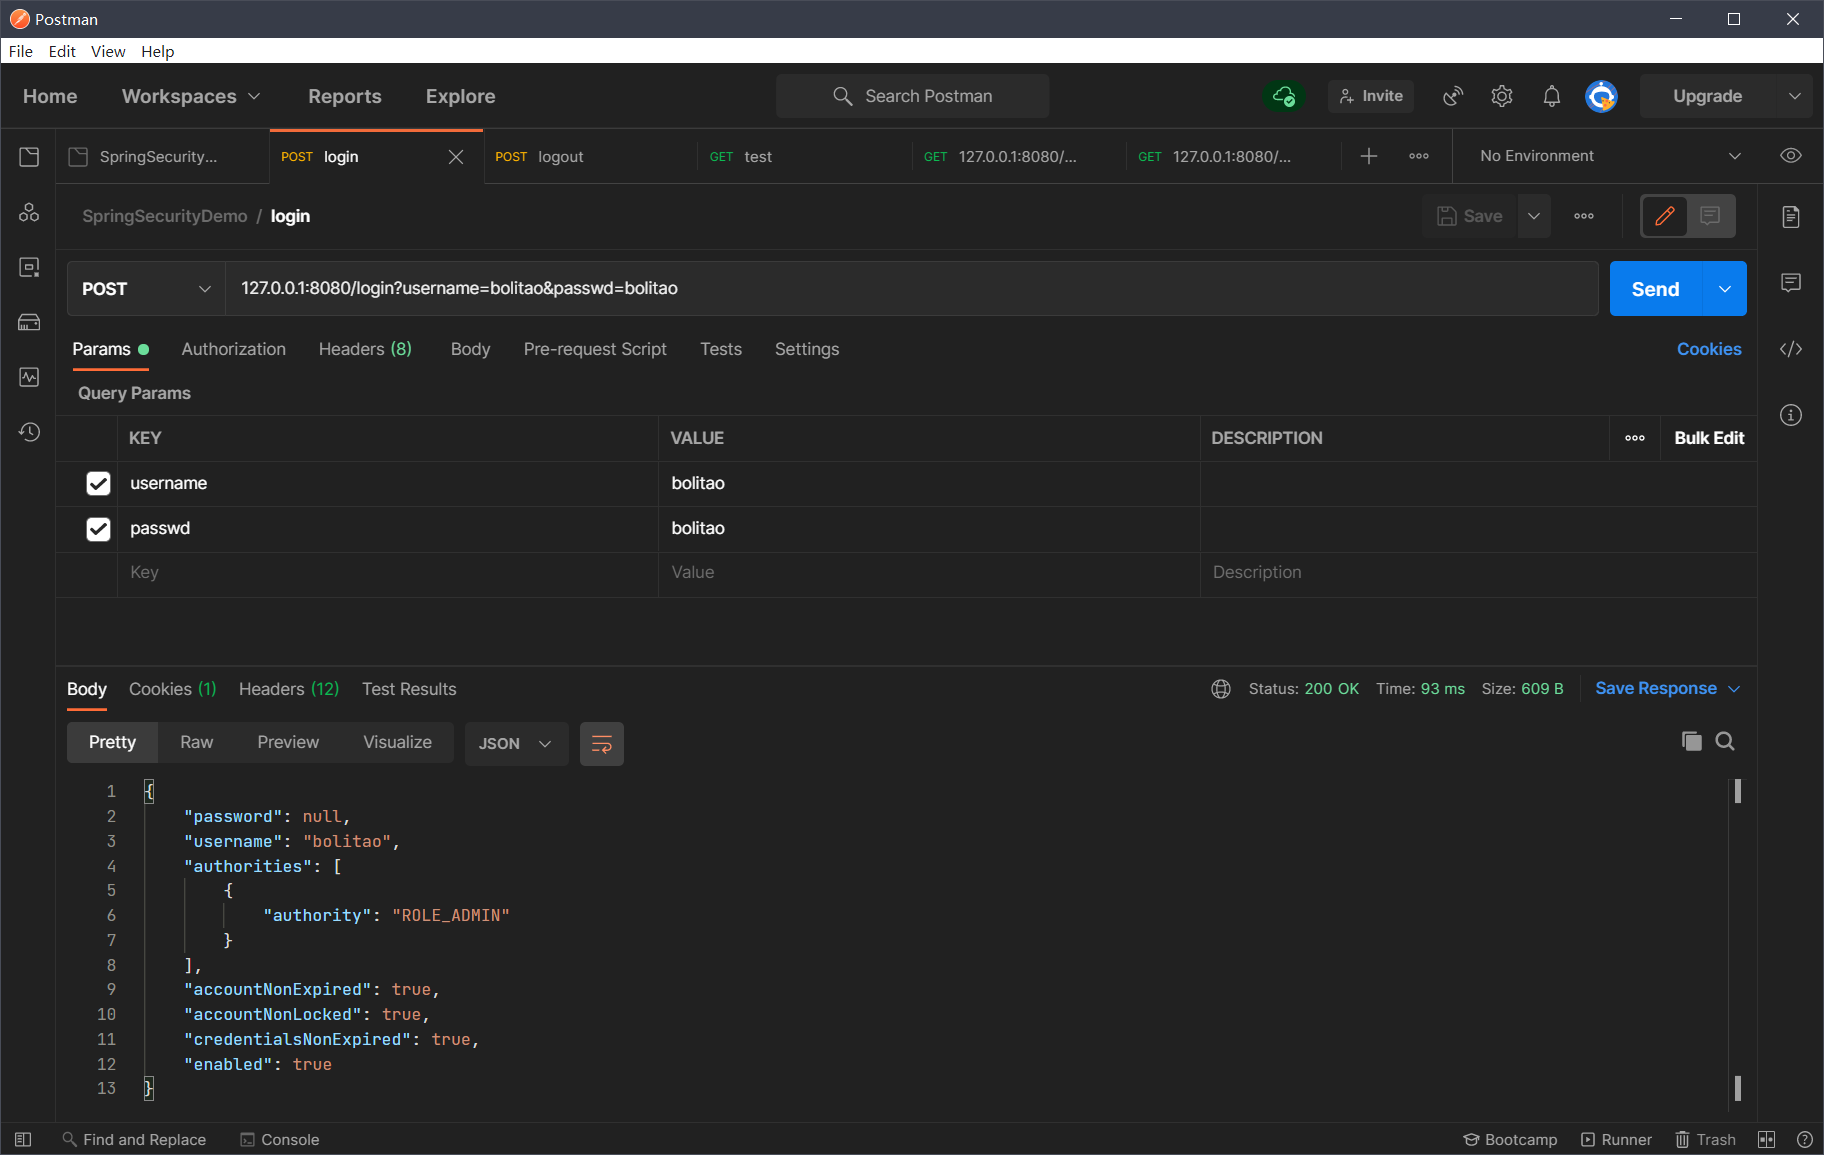 Postman
File Edit View Help
Home Workspaces Reports Explore Search Postman Invite Upgrade
SpringSecurity... POST login POST logout GET test GET 127.0.0.1:8080/... GET 127.0.0.1:8080/... No Environment
SpringSecurityDemo / login Save
POST 127.0.0.1:8080/login?username=bolitao&passwd=bolitao Send
Params Authorization Headers (8) Body Pre-request Script Tests Settings Cookies
Query Params
KEY VALUE DESCRIPTION Bulk Edit
username bolitao
passwd bolitao
Key Value Description
Body Cookies (1) Headers (12) Test Results Status: 200 OK Time: 93 ms Size: 609 B Save Response
Pretty Raw Preview Visualize JSON
1 {
2 "password": null,
3 "username": "bolitao",
4 "authorities": [
5 {
6 "authority": "ROLE_ADMIN"
7 }
8 ],
9 "accountNonExpired": true,
10 "accountNonLocked": true,
11 "credentialsNonExpired": true,
12 "enabled": true
13 }
Find and Replace Console Bootcamp Runner Trash